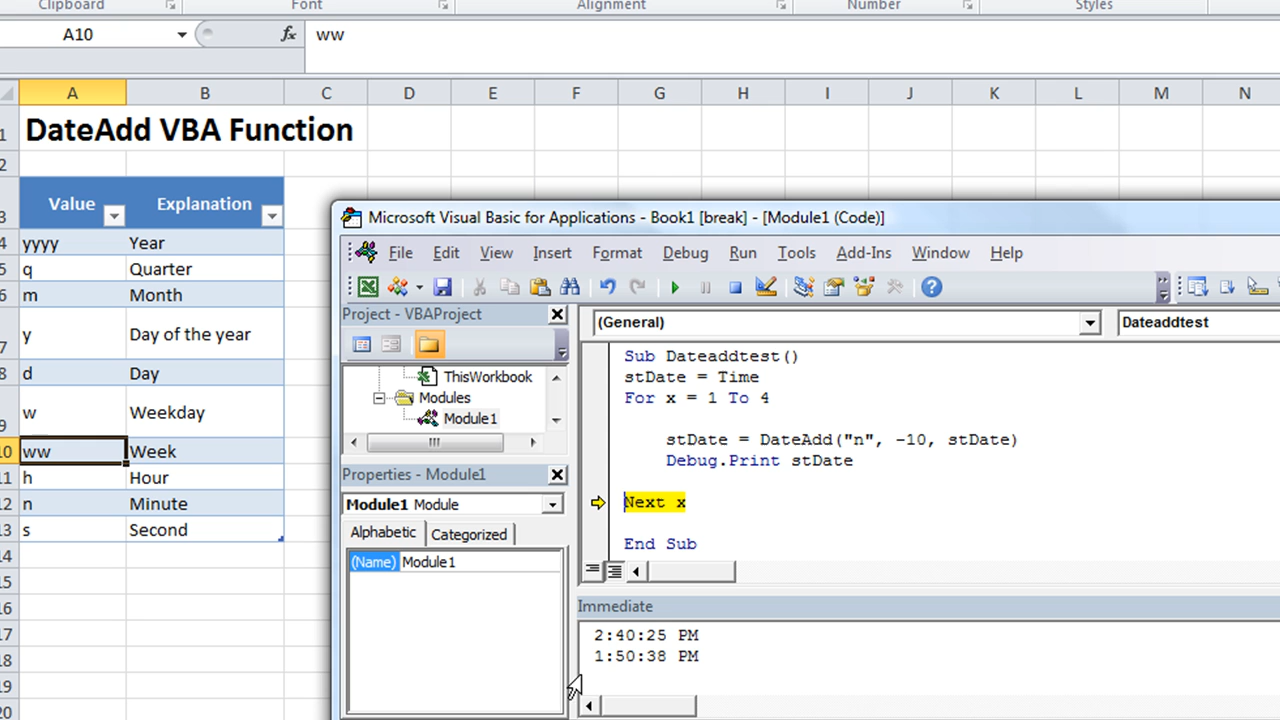 Clipboard Font Alignment Number Styles
A10 fx ww
A B C D E F G H I J K L M N
1 DateAdd VBA Function
2
3 Value Explanation
4 yyyy Year
5 q Quarter
6 m Month
7 y Day of the year
8 d Day
9 w Weekday
10 ww Week
11 h Hour
12 n Minute
13 s Second
14
15
16
17
18
19
20
Microsoft Visual Basic for Applications - Book1 [break] - [Module1 (Code)]
File Edit View Insert Format Debug Run Tools Add-Ins Window Help
Project - VBAProject
ThisWorkbook
Modules
Module1
Properties - Module1
Module1 Module
Alphabetic Categorized
(Name) Module1
(General) Dateaddtest
Sub Dateaddtest()
stDate = Time
For x = 1 To 4
stDate = DateAdd("n", -10, stDate)
Debug.Print stDate
Next x
End Sub
Immediate
2:40:25 PM
1:50:38 PM